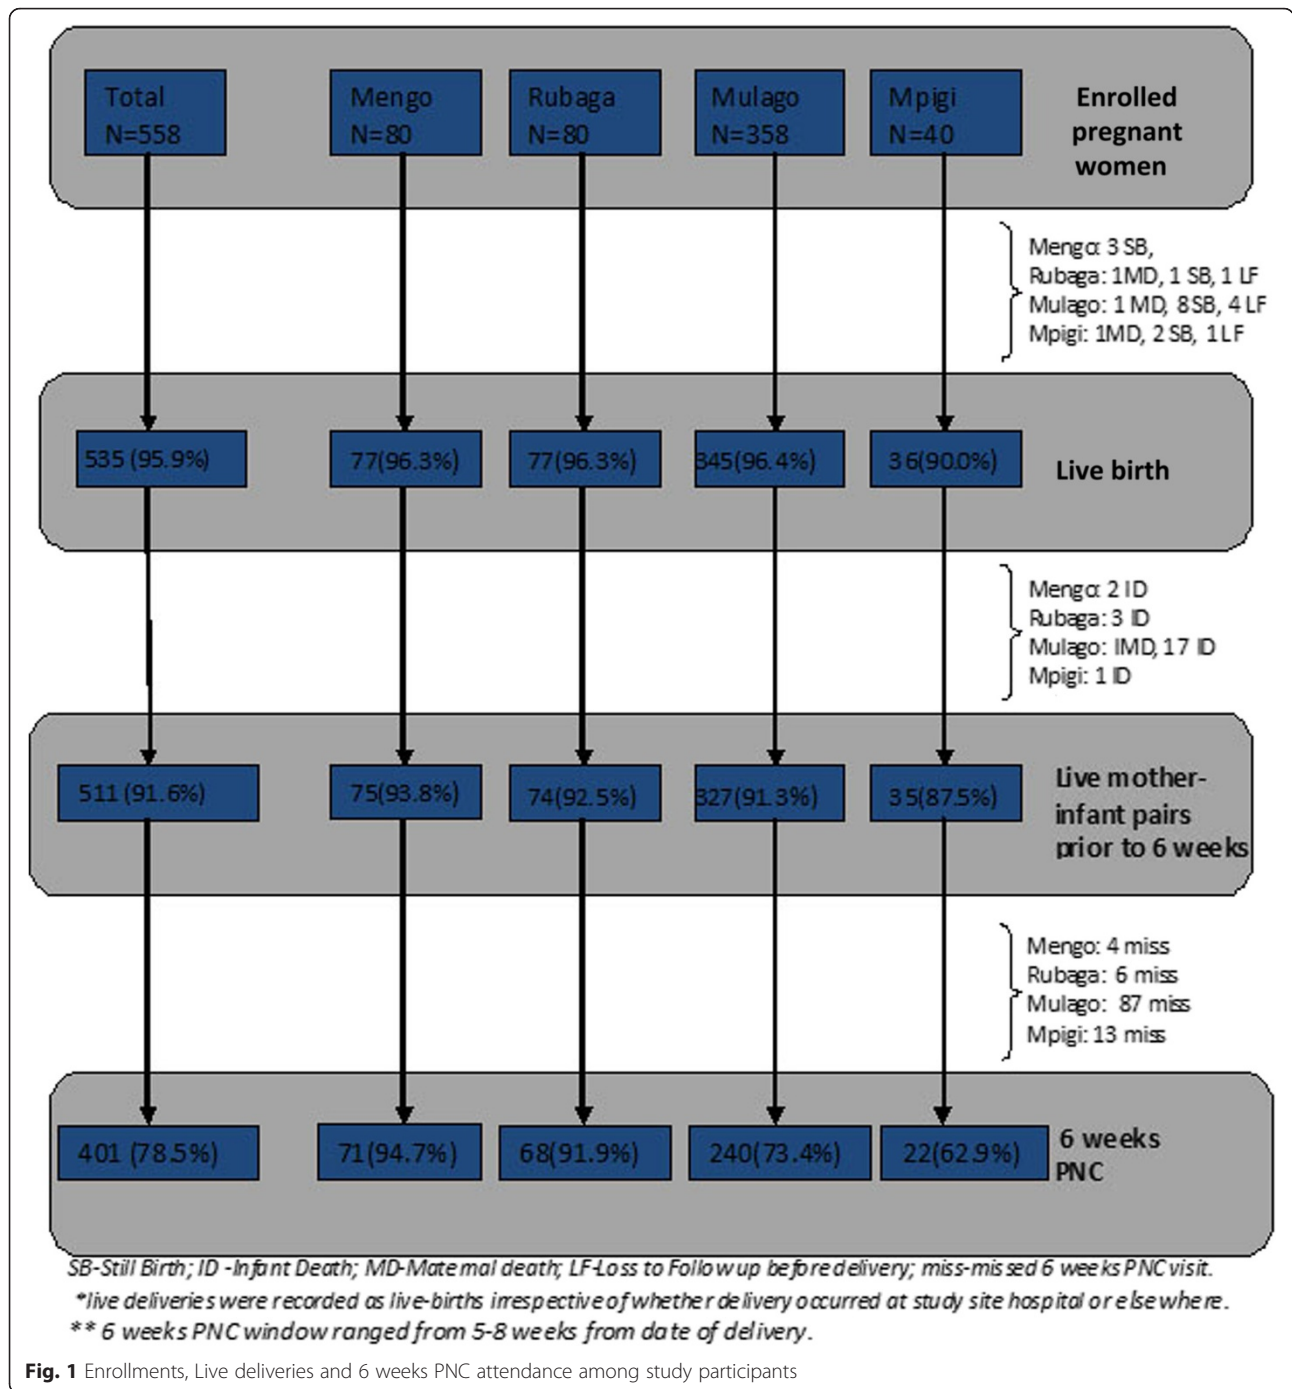 Total
N=558
Mengo
N=80
Rubaga
N=80
Mulago
N=358
Mpigi
N=40
Enrolled
pregnant
women
Mengo: 3 SB,
Rubaga: 1MD, 1 SB, 1 LF
Mulago: 1 MD, 8SB, 4 LF
Mpigi: 1MD, 2 SB, 1LF
535 (95.9%)
77(96.3%)
77(96.3%)
345(96.4%)
36(90.0%)
Live birth
Mengo: 2 ID
Rubaga: 3 ID
Mulago: IMD, 17 ID
Mpigi: 1 ID
511 (91.6%)
75(93.8%)
74(92.5%)
327(91.3%)
35(87.5%)
Live mother-
infant pairs
prior to 6 weeks
Mengo: 4 miss
Rubaga: 6 miss
Mulago: 87 miss
Mpigi: 13 miss
401 (78.5%)
71(94.7%)
68(91.9%)
240(73.4%)
22(62.9%)
6 weeks
PNC
SB-Still Birth; ID -Infant Death; MD-Maternal death; LF-Loss to Follow up before delivery; miss-missed 6 weeks PNC visit.
*live deliveries were recorded as live-births irrespective of whether delivery occurred at study site hospital or elsewhere.
** 6 weeks PNC window ranged from 5-8 weeks from date of delivery.
Fig. 1 Enrollments, Live deliveries and 6 weeks PNC attendance among study participants